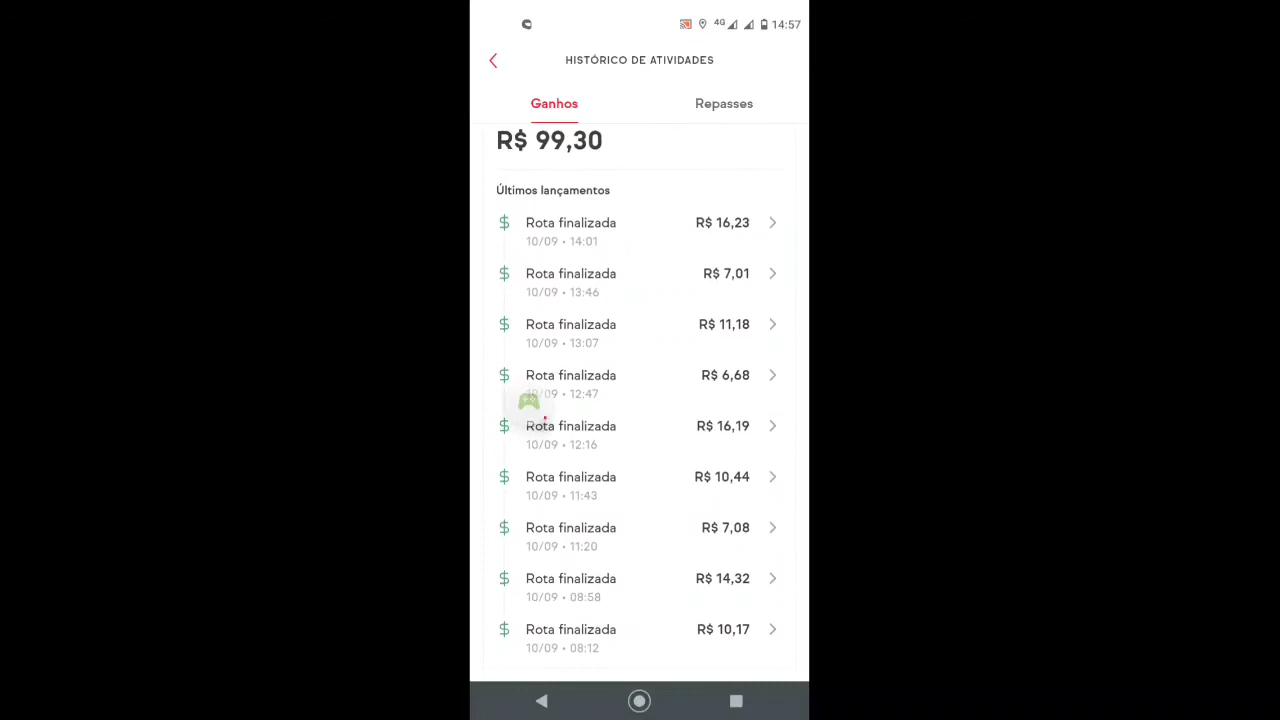 4G 14:57
HISTÓRICO DE ATIVIDADES
Ganhos Repasses
R$ 99,30
Últimos lançamentos
Rota finalizada R$ 16,23
10/09 • 14:01
Rota finalizada R$ 7,01
10/09 • 13:46
Rota finalizada R$ 11,18
10/09 • 13:07
Rota finalizada R$ 6,68
10/09 • 12:47
Rota finalizada R$ 16,19
10/09 • 12:16
Rota finalizada R$ 10,44
10/09 • 11:43
Rota finalizada R$ 7,08
10/09 • 11:20
Rota finalizada R$ 14,32
10/09 • 08:58
Rota finalizada R$ 10,17
10/09 • 08:12